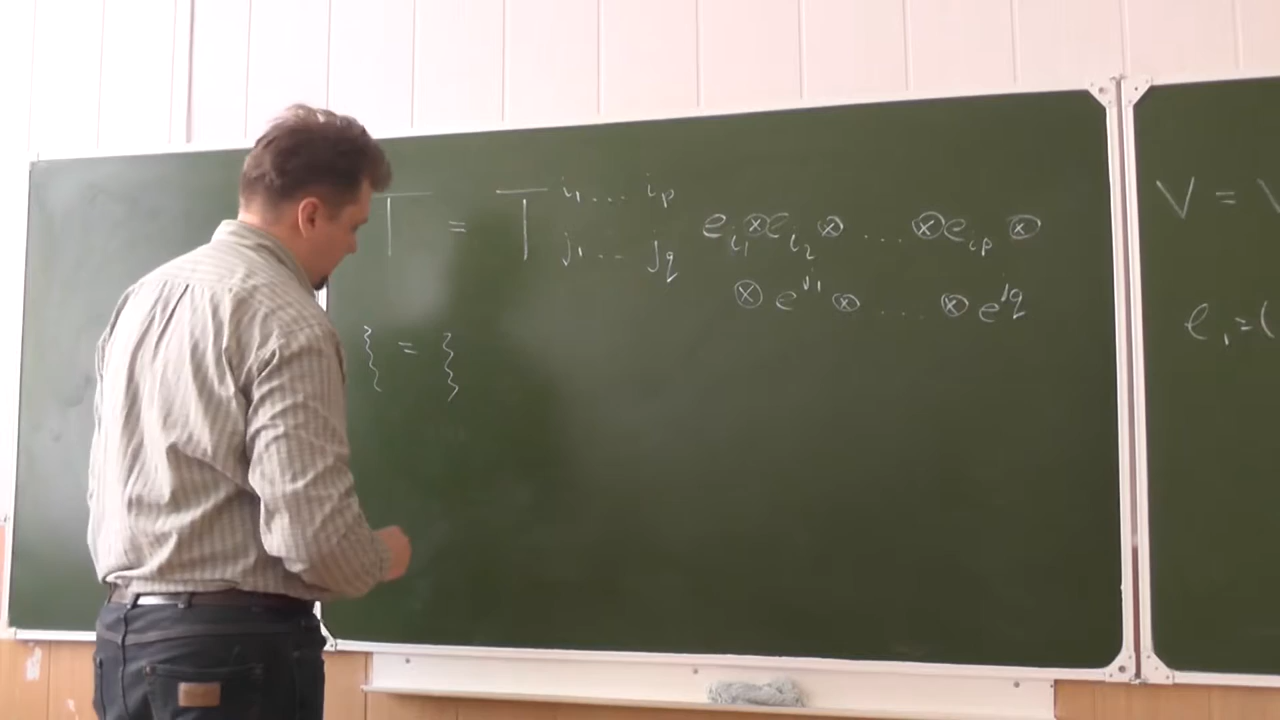 T = T^{i_1 ... i_p}_{j_1 ... j_q} e_{i_1} ⊗ e_{i_2} ⊗ .... ⊗ e_{i_p} ⊗
⊗ e^{j_1} ⊗ .... ⊗ e^{j_q}
ξ = ξ
V =
e_1 = (